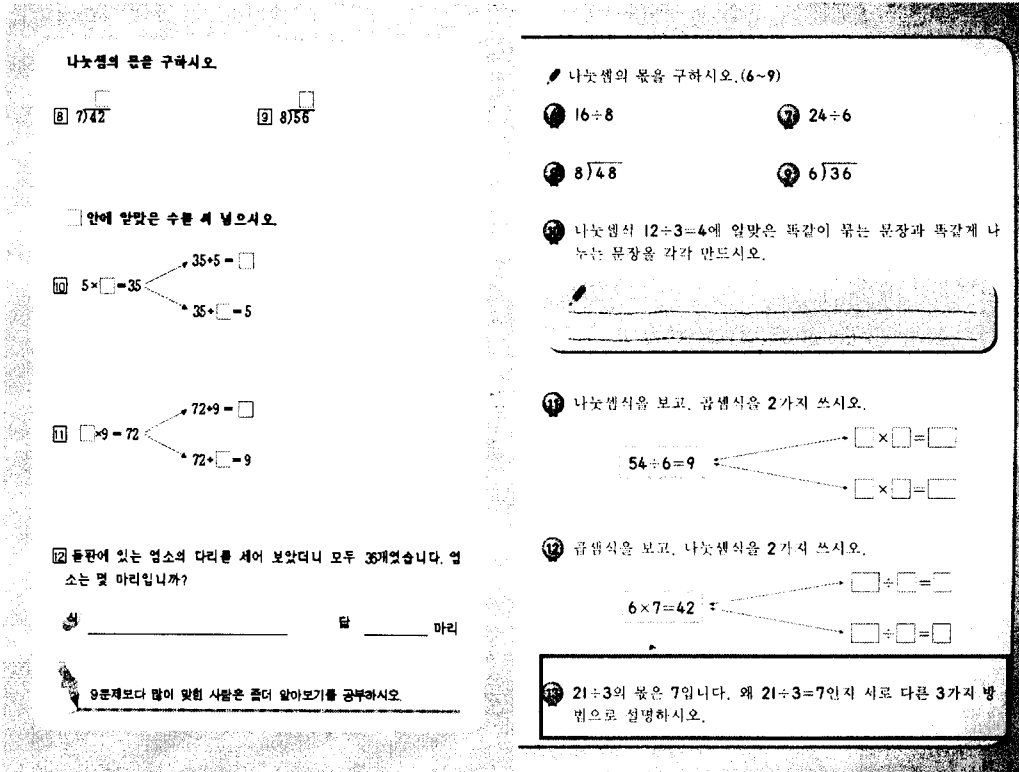 나눗셈의 몫을 구하시오.
8 7)42
9 8)56
□ 안에 알맞은 수를 써 넣으시오.
35÷5 = □
10 5×□=35
35÷□=5
72÷9 = □
11 □×9=72
72÷□=9
12 들판에 있는 염소의 다리를 세어 보았더니 모두 36개였습니다. 염
소는 몇 마리입니까?
식 답 마리
9문제보다 많이 맞힌 사람은 좀더 알아보기를 공부하시오.
나눗셈의 몫을 구하시오.(6~9)
6 16÷8
7 24÷6
8 8)48
9 6)36
10 나눗셈식 12÷3=4에 알맞은 똑같이 묶는 문장과 똑같게 나
누는 문장을 각각 만드시오.
11 나눗셈식을 보고, 곱셈식을 2가지 쓰시오.
□×□=□
54÷6=9
□×□=□
12 곱셈식을 보고, 나눗셈식을 2가지 쓰시오.
□÷□=□
6×7=42
□÷□=□
13 21÷3의 몫은 7입니다. 왜 21÷3=7인지 서로 다른 3가지 방
법으로 설명하시오.